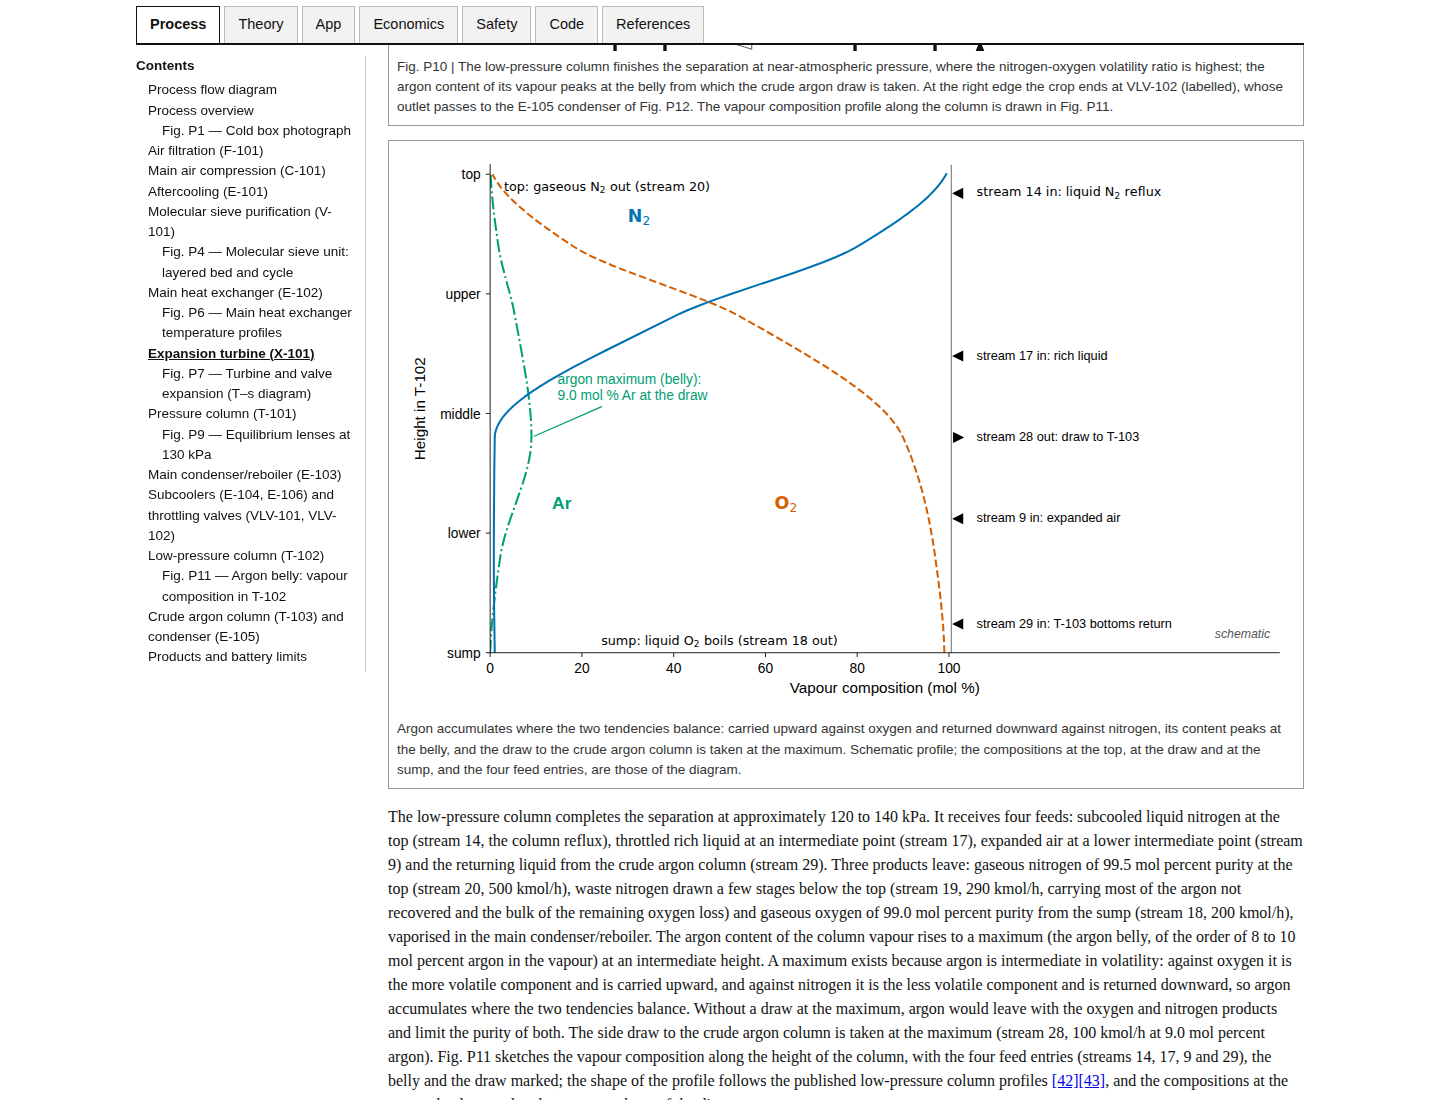 Process Theory App Economics Safety Code References
Contents
Process flow diagram
Process overview
Fig. P1 — Cold box photograph
Air filtration (F-101)
Main air compression (C-101)
Aftercooling (E-101)
Molecular sieve purification (V-
101)
Fig. P4 — Molecular sieve unit:
layered bed and cycle
Main heat exchanger (E-102)
Fig. P6 — Main heat exchanger
temperature profiles
Expansion turbine (X-101)
Fig. P7 — Turbine and valve
expansion (T–s diagram)
Pressure column (T-101)
Fig. P9 — Equilibrium lenses at
130 kPa
Main condenser/reboiler (E-103)
Subcoolers (E-104, E-106) and
throttling valves (VLV-101, VLV-
102)
Low-pressure column (T-102)
Fig. P11 — Argon belly: vapour
composition in T-102
Crude argon column (T-103) and
condenser (E-105)
Products and battery limits
Fig. P10 | The low-pressure column finishes the separation at near-atmospheric pressure, where the nitrogen-oxygen volatility ratio is highest; the
argon content of its vapour peaks at the belly from which the crude argon draw is taken. At the right edge the crop ends at VLV-102 (labelled), whose
outlet passes to the E-105 condenser of Fig. P12. The vapour composition profile along the column is drawn in Fig. P11.
top
upper
middle
lower
sump
Height in T-102
top: gaseous N₂ out (stream 20)
N₂
argon maximum (belly):
9.0 mol % Ar at the draw
Ar
O₂
sump: liquid O₂ boils (stream 18 out)
stream 14 in: liquid N₂ reflux
stream 17 in: rich liquid
stream 28 out: draw to T-103
stream 9 in: expanded air
stream 29 in: T-103 bottoms return
schematic
0 20 40 60 80 100
Vapour composition (mol %)
Argon accumulates where the two tendencies balance: carried upward against oxygen and returned downward against nitrogen, its content peaks at
the belly, and the draw to the crude argon column is taken at the maximum. Schematic profile; the compositions at the top, at the draw and at the
sump, and the four feed entries, are those of the diagram.
The low-pressure column completes the separation at approximately 120 to 140 kPa. It receives four feeds: subcooled liquid nitrogen at the
top (stream 14, the column reflux), throttled rich liquid at an intermediate point (stream 17), expanded air at a lower intermediate point (stream
9) and the returning liquid from the crude argon column (stream 29). Three products leave: gaseous nitrogen of 99.5 mol percent purity at the
top (stream 20, 500 kmol/h), waste nitrogen drawn a few stages below the top (stream 19, 290 kmol/h, carrying most of the argon not
recovered and the bulk of the remaining oxygen loss) and gaseous oxygen of 99.0 mol percent purity from the sump (stream 18, 200 kmol/h),
vaporised in the main condenser/reboiler. The argon content of the column vapour rises to a maximum (the argon belly, of the order of 8 to 10
mol percent argon in the vapour) at an intermediate height. A maximum exists because argon is intermediate in volatility: against oxygen it is
the more volatile component and is carried upward, and against nitrogen it is the less volatile component and is returned downward, so argon
accumulates where the two tendencies balance. Without a draw at the maximum, argon would leave with the oxygen and nitrogen products
and limit the purity of both. The side draw to the crude argon column is taken at the maximum (stream 28, 100 kmol/h at 9.0 mol percent
argon). Fig. P11 sketches the vapour composition along the height of the column, with the four feed entries (streams 14, 17, 9 and 29), the
belly and the draw marked; the shape of the profile follows the published low-pressure column profiles [42][43], and the compositions at the